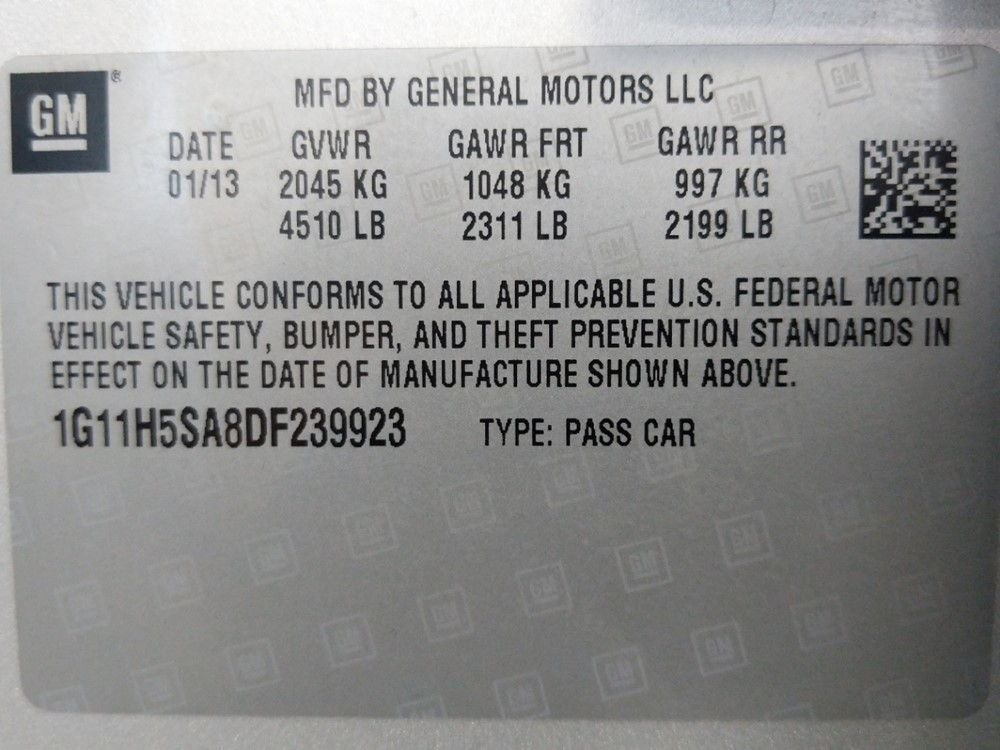 GM®
MFD BY GENERAL MOTORS LLC
DATE GVWR GAWR FRT GAWR RR
01/13 2045 KG 1048 KG 997 KG
4510 LB 2311 LB 2199 LB
THIS VEHICLE CONFORMS TO ALL APPLICABLE U.S. FEDERAL MOTOR
VEHICLE SAFETY, BUMPER, AND THEFT PREVENTION STANDARDS IN
EFFECT ON THE DATE OF MANUFACTURE SHOWN ABOVE.
1G11H5SA8DF239923 TYPE: PASS CAR